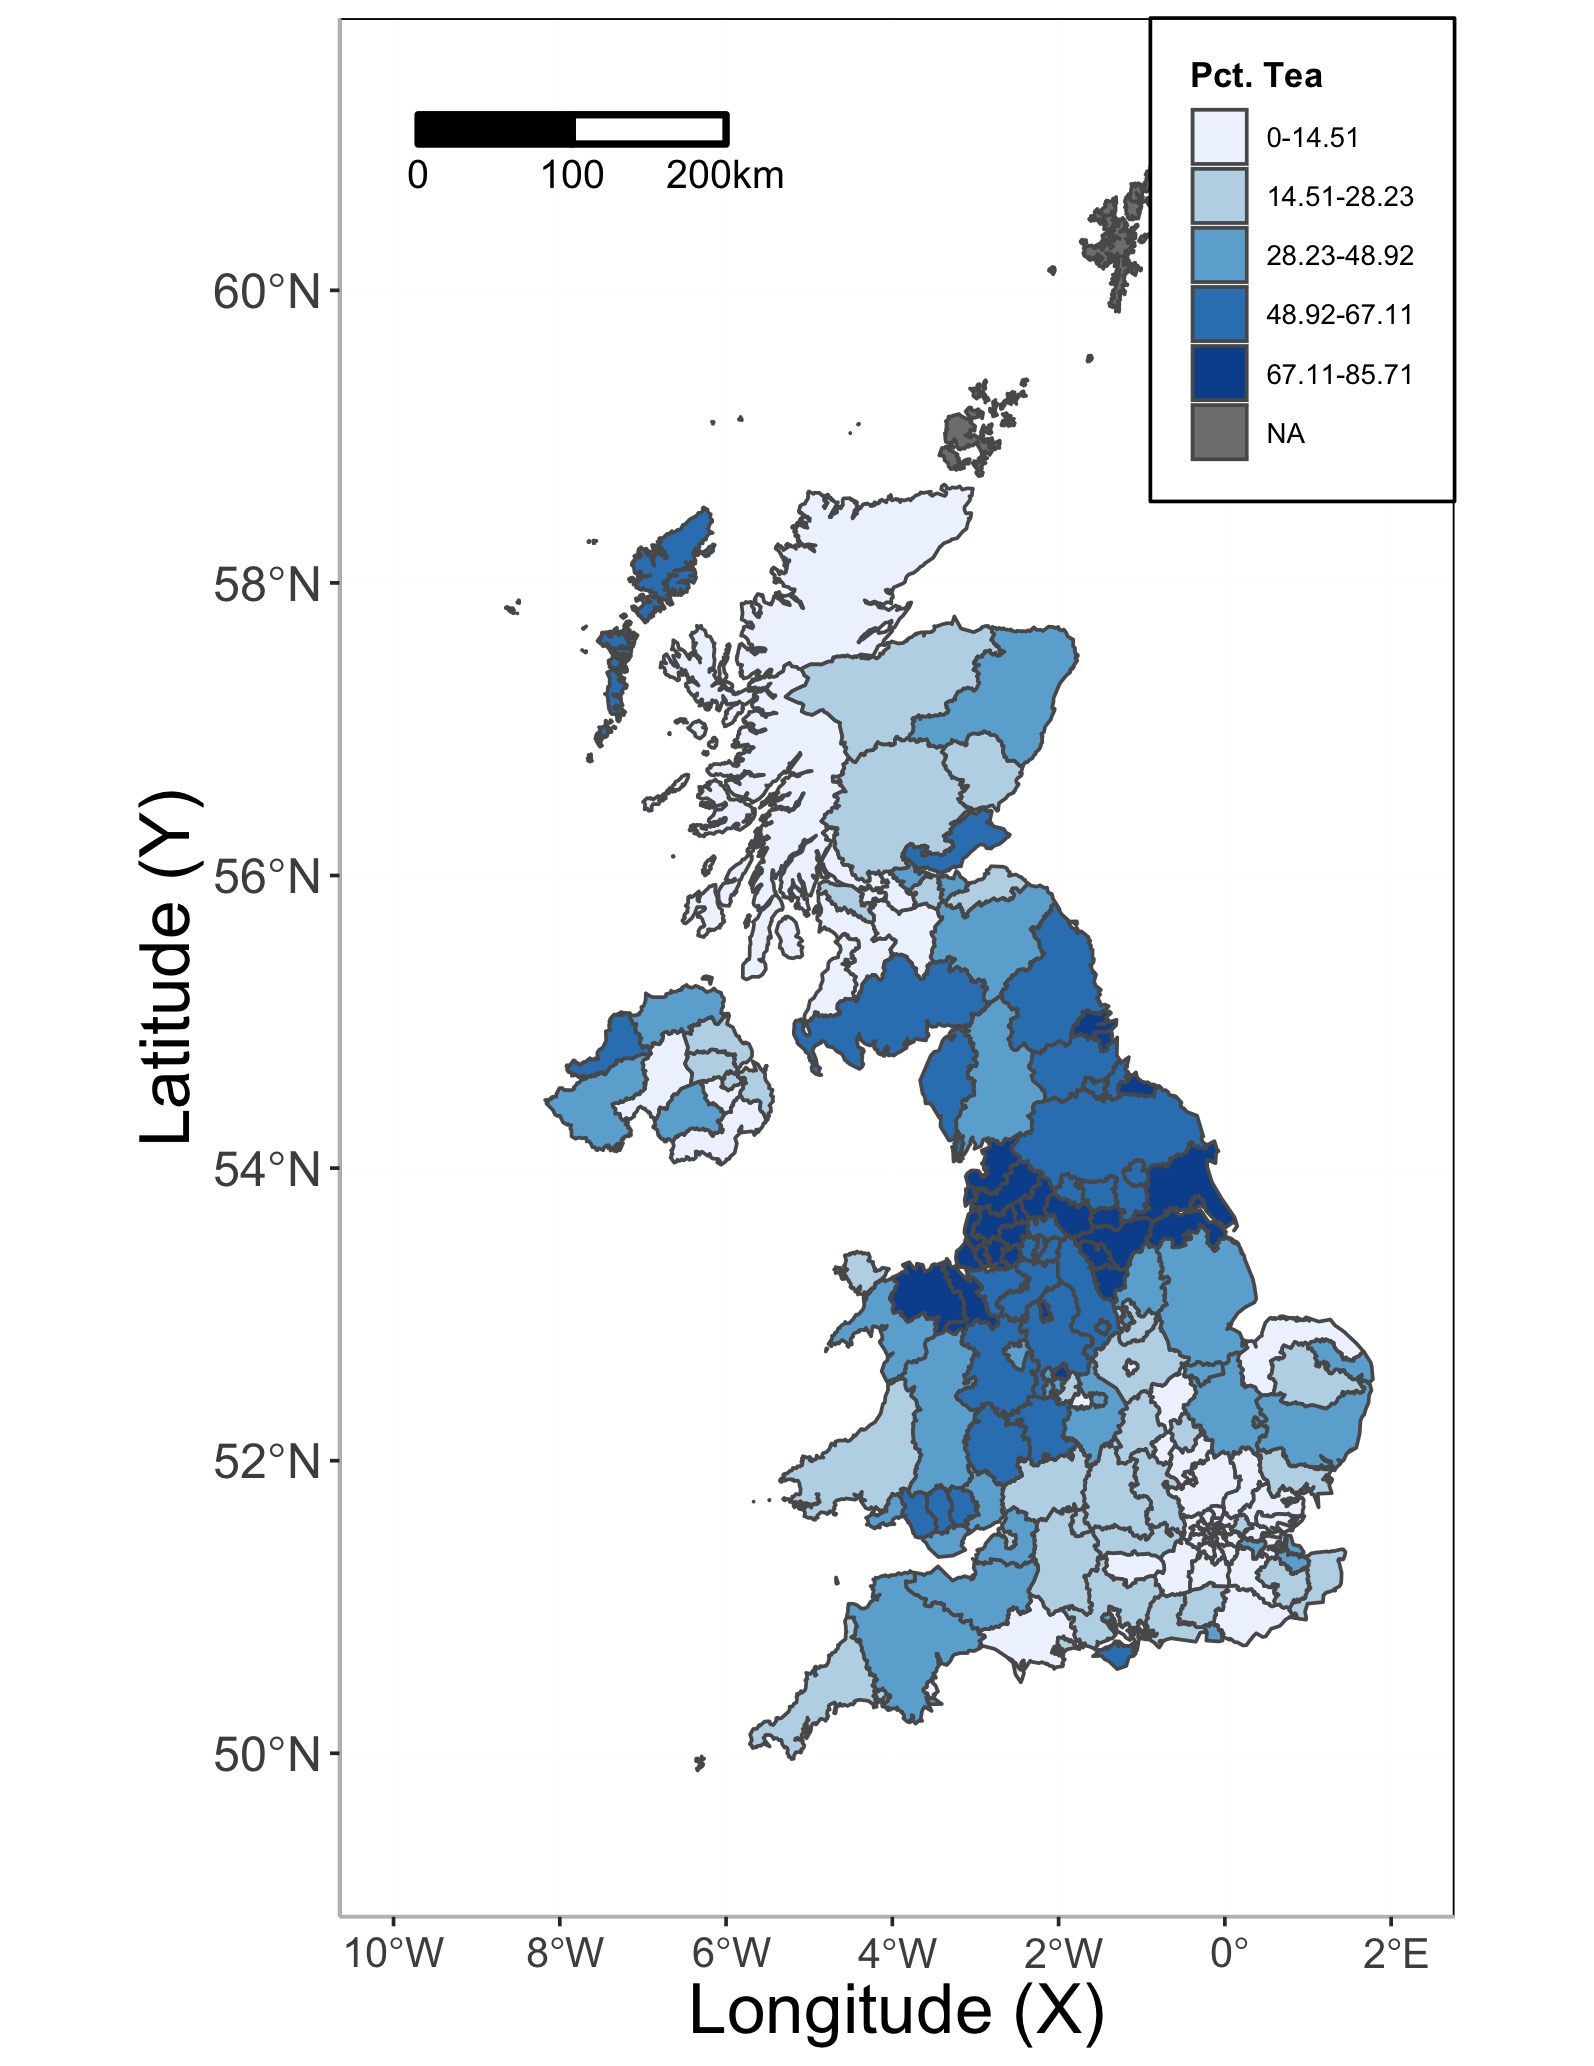 Pct. Tea
0-14.51
14.51-28.23
28.23-48.92
48.92-67.11
67.11-85.71
NA
0 100 200km
60°N
58°N
56°N
54°N
52°N
50°N
Latitude (Y)
10°W 8°W 6°W 4°W 2°W 0° 2°E
Longitude (X)